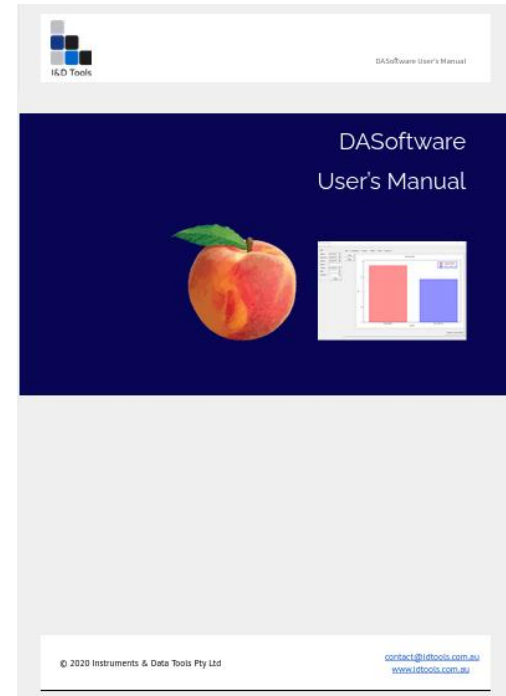 I&D Tools
DASoftware User's Manual
DASoftware
User's Manual
© 2020 Instruments & Data Tools Pty Ltd
contact@idtools.com.au
www.idtools.com.au